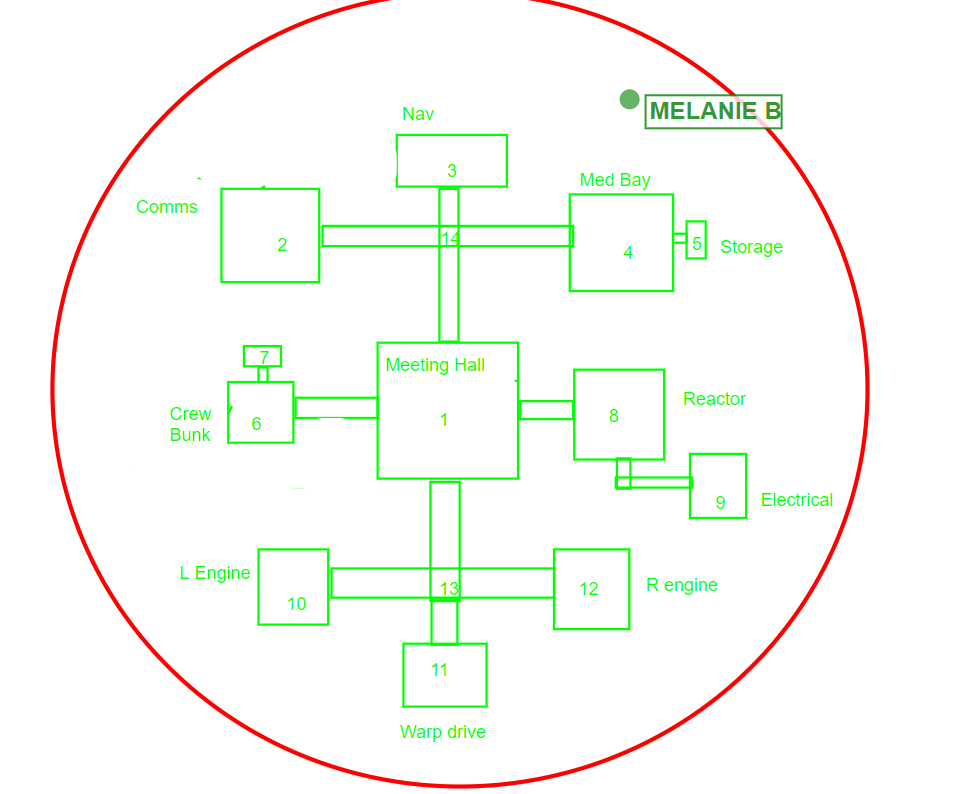 MELANIE B
Nav
3
Med Bay
Comms
2
14
4
5
Storage
7
Meeting Hall
1
Crew
Bunk
6
8
Reactor
9
Electrical
L Engine
10
13
12
R engine
11
Warp drive